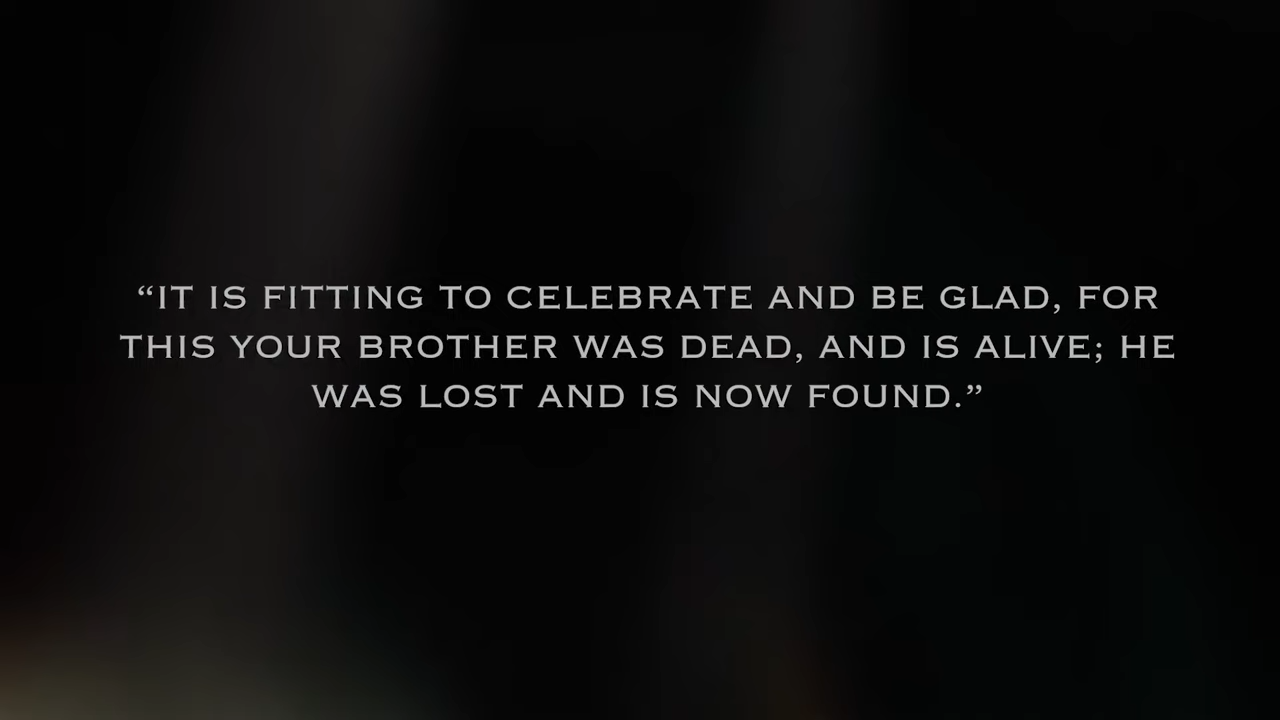 “IT IS FITTING TO CELEBRATE AND BE GLAD, FOR
THIS YOUR BROTHER WAS DEAD, AND IS ALIVE; HE
WAS LOST AND IS NOW FOUND.”